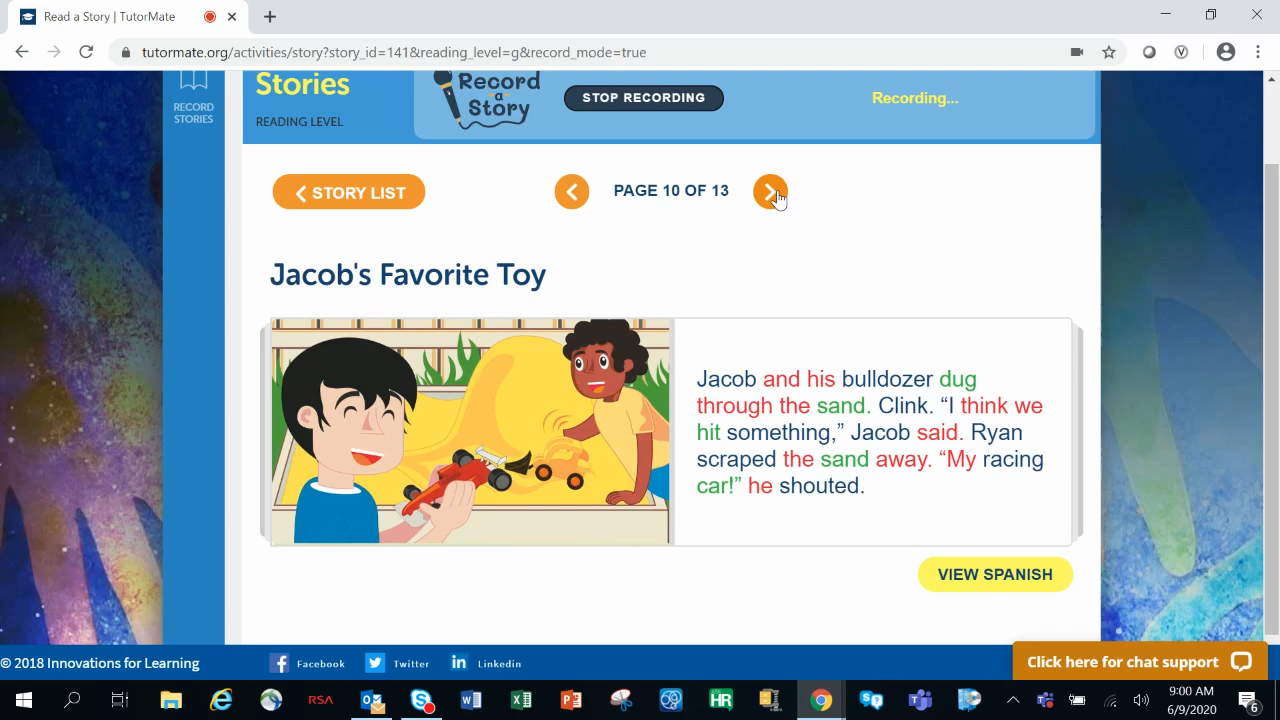 Read a Story | TutorMate
tutormate.org/activities/story?story_id=141&reading_level=g&record_mode=true
RECORD
STORIES
Stories
READING LEVEL
Record
a
Story
STOP RECORDING
Recording...
STORY LIST
PAGE 10 OF 13
Jacob's Favorite Toy
Jacob and his bulldozer dug
through the sand. Clink. “I think we
hit something,” Jacob said. Ryan
scraped the sand away. “My racing
car!” he shouted.
VIEW SPANISH
© 2018 Innovations for Learning
Facebook
Twitter
Linkedin
Click here for chat support
RSA
HR
9:00 AM
6/9/2020
6